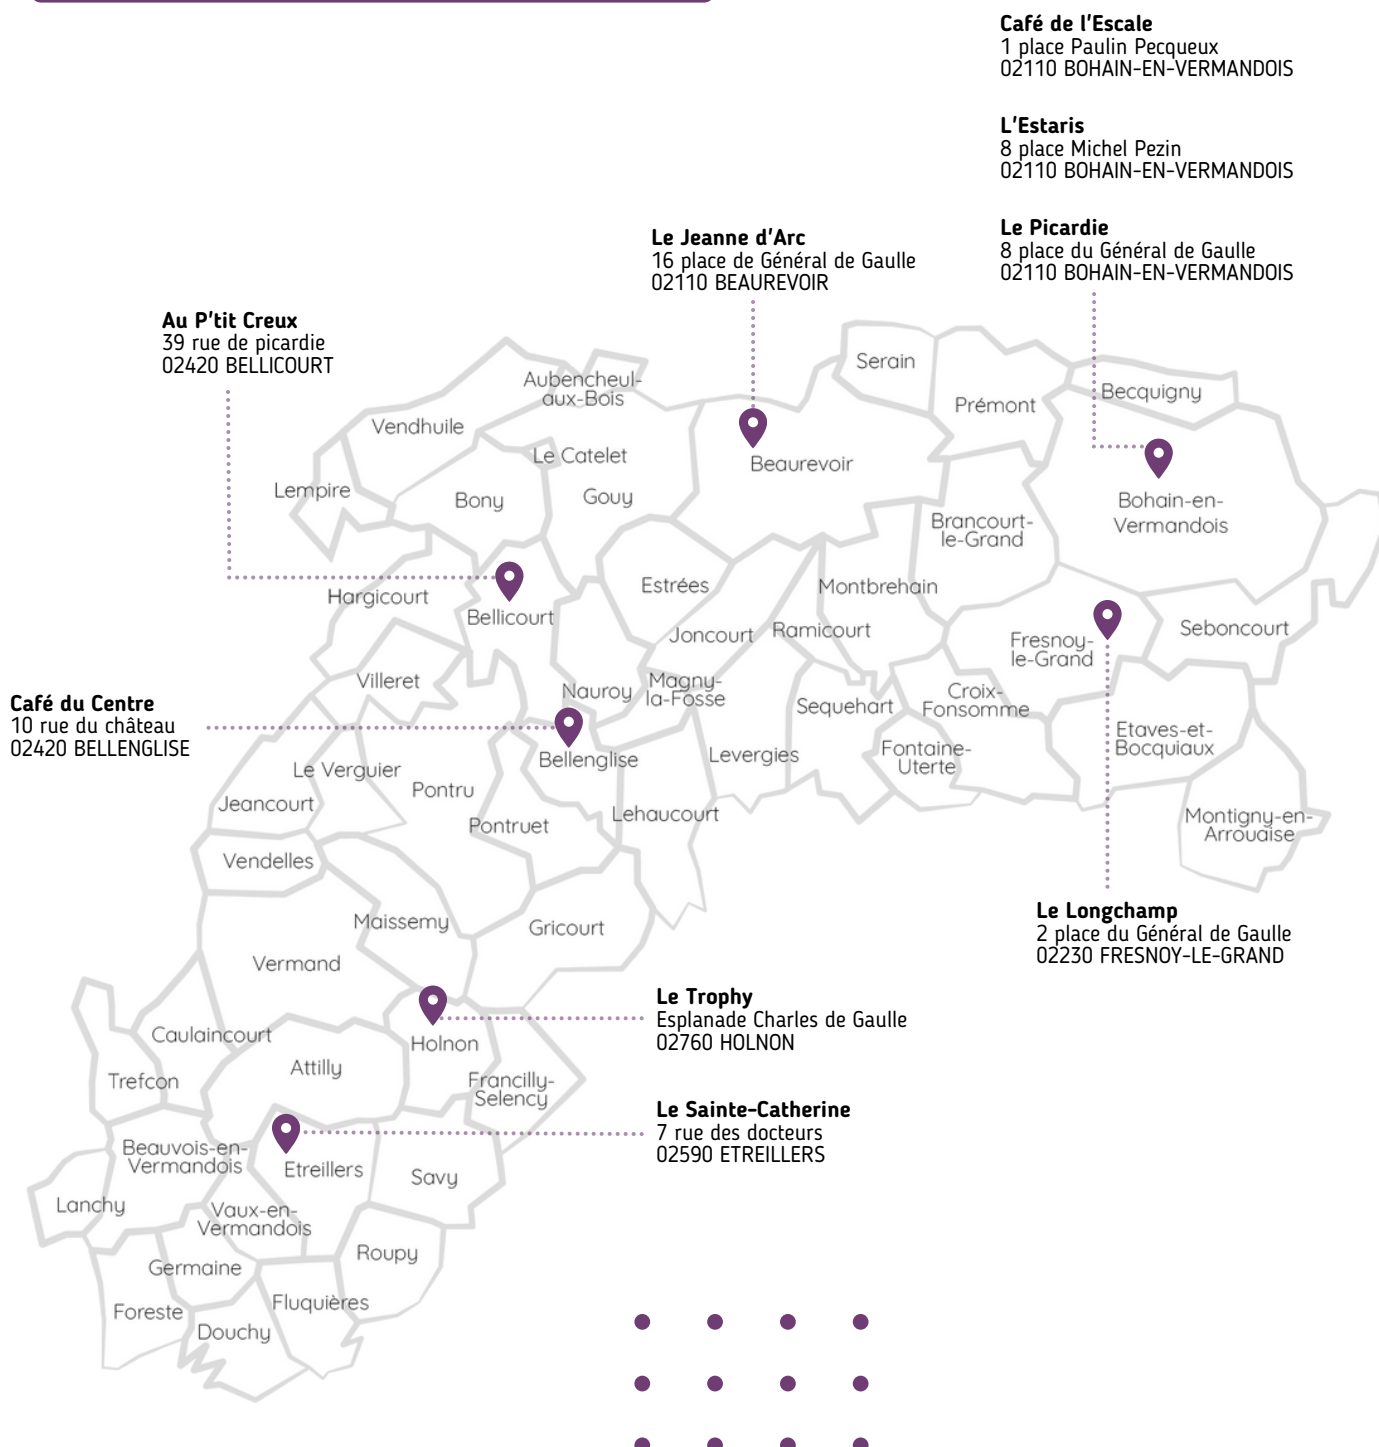 Café de l'Escale
1 place Paulin Pecqueux
02110 BOHAIN-EN-VERMANDOIS
L'Estaris
8 place Michel Pezin
02110 BOHAIN-EN-VERMANDOIS
Le Picardie
8 place du Général de Gaulle
02110 BOHAIN-EN-VERMANDOIS
Le Jeanne d'Arc
16 place de Général de Gaulle
02110 BEAUREVOIR
Au P'tit Creux
39 rue de picardie
02420 BELLICOURT
Serain
Aubencheul-
aux-Bois
Becquigny
Prémont
Vendhuile
Le Catelet
Beaurevoir
Lempire
Bony
Gouy
Bohain-en-
Vermandois
Brancourt-
le-Grand
Estrées
Montbrehain
Hargicourt
Bellicourt
Joncourt
Ramicourt
Fresnoy-
le-Grand
Seboncourt
Villeret
Nauroy
Magny-
la-Fosse
Sequehart
Croix-
Fonsomme
Café du Centre
10 rue du château
02420 BELLENGLISE
Etaves-et-
Bocquiaux
Bellenglise
Levergies
Fontaine-
Uterte
Le Verguier
Pontru
Jeancourt
Lehaucourt
Pontruet
Montigny-en-
Arrouaise
Vendelles
Maissemy
Gricourt
Le Longchamp
2 place du Général de Gaulle
02230 FRESNOY-LE-GRAND
Vermand
Le Trophy
Esplanade Charles de Gaulle
02760 HOLNON
Caulaincourt
Holnon
Attilly
Trefcon
Francilly-
Selency
Le Sainte-Catherine
7 rue des docteurs
02590 ETREILLERS
Beauvois-en-
Vermandois
Etreillers
Savy
Lanchy
Vaux-en-
Vermandois
Roupy
Germaine
Foreste
Fluquières
Douchy